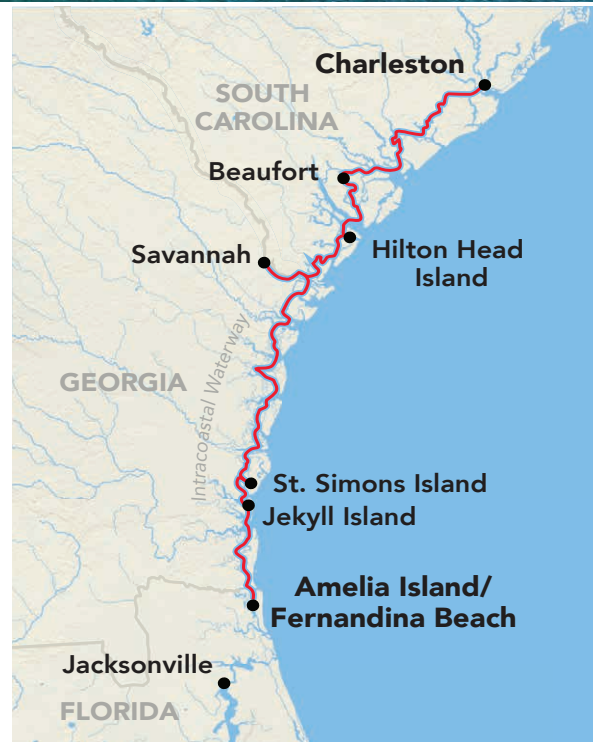 Charleston
SOUTH
CAROLINA
Beaufort
Savannah
Hilton Head
Island
GEORGIA
Intracoastal Waterway
St. Simons Island
Jekyll Island
Amelia Island/
Fernandina Beach
Jacksonville
FLORIDA